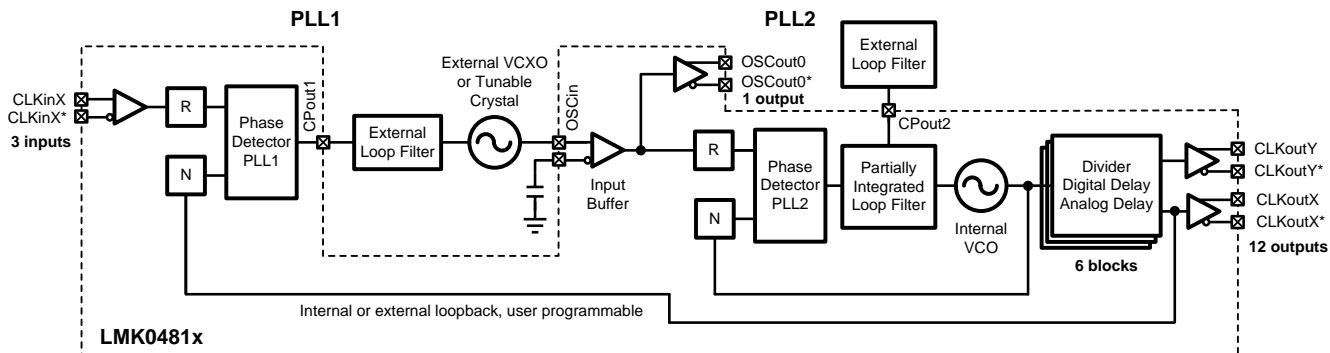 PLL1
PLL2
External VCXO
or Tunable
Crystal
External
Loop Filter
OSCout0
OSCout0*
1 output
CLKinX
CLKinX*
3 inputs
R
N
Phase
Detector
PLL1
CPout1
External
Loop Filter
OSCin
Input
Buffer
R
N
Phase
Detector
PLL2
CPout2
Partially
Integrated
Loop Filter
Internal
VCO
Divider
Digital Delay
Analog Delay
6 blocks
CLKoutY
CLKoutY*
CLKoutX
CLKoutX*
12 outputs
Internal or external loopback, user programmable
LMK0481x